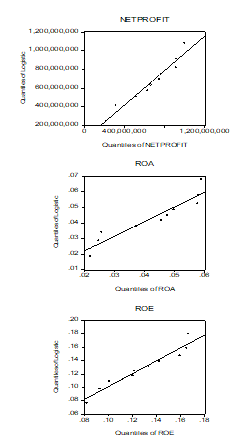 NETPROFIT
1,200,000,000
1,000,000,000
800,000,000
600,000,000
400,000,000
200,000,000
Quantiles of Logistic
0 400,000,000 1,200,000,000
Quantiles of NETPROFIT
ROA
.07
.06
.05
.04
.03
.02
.01
Quantiles of Logistic
.02 .03 .04 .05 .06
Quantiles of ROA
ROE
.20
.18
.16
.14
.12
.10
.08
.06
Quantiles of Logistic
.08 .10 .12 .14 .16 .18
Quantiles of ROE